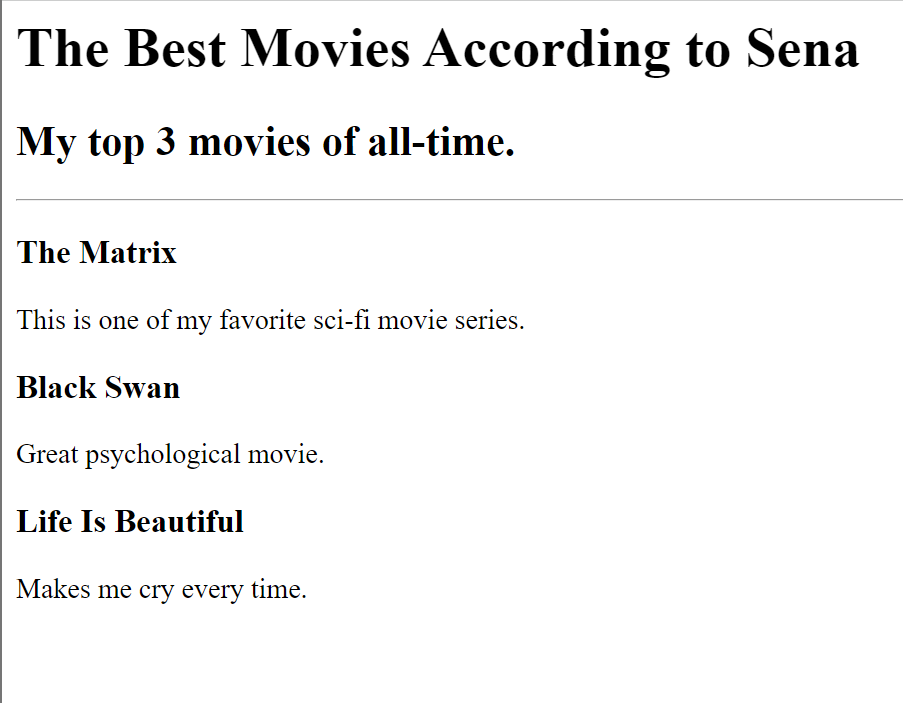 The Best Movies According to Sena
My top 3 movies of all-time.
The Matrix
This is one of my favorite sci-fi movie series.
Black Swan
Great psychological movie.
Life Is Beautiful
Makes me cry every time.